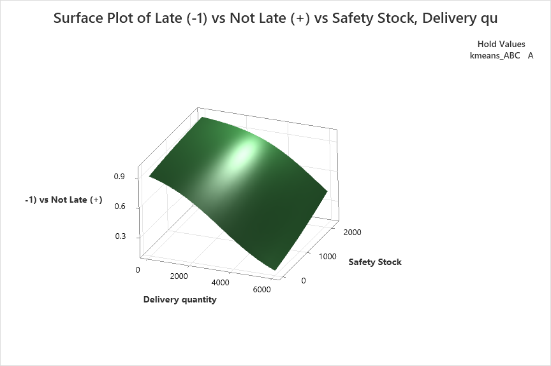 Surface Plot of Late (-1) vs Not Late (+) vs Safety Stock, Delivery qu
Hold Values
kmeans_ABC A
0.9
-1) vs Not Late (+)
0.6
0.3
2000
1000
Safety Stock
0
0
2000
4000
6000
Delivery quantity